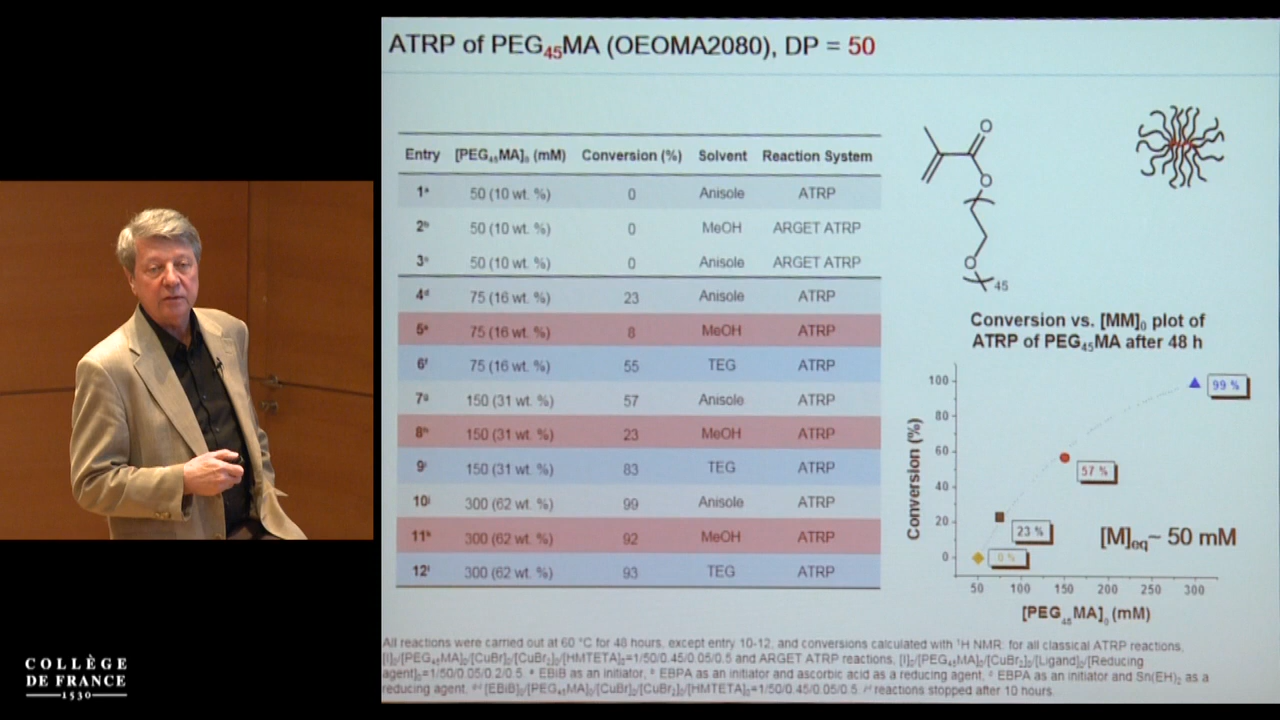 ATRP of PEG₄₅MA (OEOMA2080), DP = 50
Entry [PEG₄₅MA]₀ (mM) Conversion (%) Solvent Reaction System
1ᵃ 50 (10 wt. %) 0 Anisole ATRP
2ᵇ 50 (10 wt. %) 0 MeOH ARGET ATRP
3ᶜ 50 (10 wt. %) 0 Anisole ARGET ATRP
4ᵈ 75 (16 wt. %) 23 Anisole ATRP
5ᵉ 75 (16 wt. %) 8 MeOH ATRP
6ᶠ 75 (16 wt. %) 55 TEG ATRP
7ᵍ 150 (31 wt. %) 57 Anisole ATRP
8ʰ 150 (31 wt. %) 23 MeOH ATRP
9ⁱ 150 (31 wt. %) 83 TEG ATRP
10ʲ 300 (62 wt. %) 99 Anisole ATRP
11ᵏ 300 (62 wt. %) 92 MeOH ATRP
12ˡ 300 (62 wt. %) 93 TEG ATRP
O
O
O
45
Conversion vs. [MM]₀ plot of
ATRP of PEG₄₅MA after 48 h
Conversion (%)
100
80
60
40
20
0
99 %
57 %
23 %
0 %
[M]eq~ 50 mM
50 100 150 200 250 300
[PEG₄₅MA]₀ (mM)
All reactions were carried out at 60 °C for 48 hours, except entry 10-12, and conversions calculated with ¹H NMR: for all classical ATRP reactions,
[I]₀/[PEG₄₅MA]₀/[CuBr]₀/[CuBr₂]₀/[HMTETA]₀=1/50/0.45/0.05/0.5 and ARGET ATRP reactions, [I]₀/[PEG₄₅MA]₀/[CuBr₂]₀/[Ligand]₀/[Reducing
agent]₀=1/50/0.05/0.2/0.5. ᵃ EBiB as an initiator, ᵇ EBPA as an initiator and ascorbic acid as a reducing agent, ᶜ EBPA as an initiator and Sn(EH)₂ as a
reducing agent, [EBiB]₀/[PEG₄₅MA]₀/[CuBr]₀/[CuBr₂]₀/[HMTETA]₀=1/50/0.45/0.05/0.5. reactions stopped after 10 hours.
COLLÈGE
DE FRANCE
1530